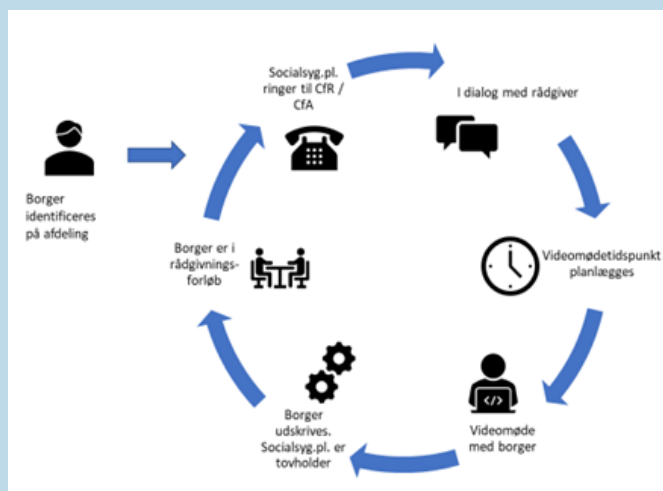 Borger
identificeres
på afdeling
Socialsyg.pl.
ringer til CfR /
CfA
I dialog med rådgiver
Videomødetidspunkt
planlægges
Videomøde
med borger
Borger
udskrives.
Socialsyg.pl. er
tovholder
Borger er i
rådgivnings-
forløb